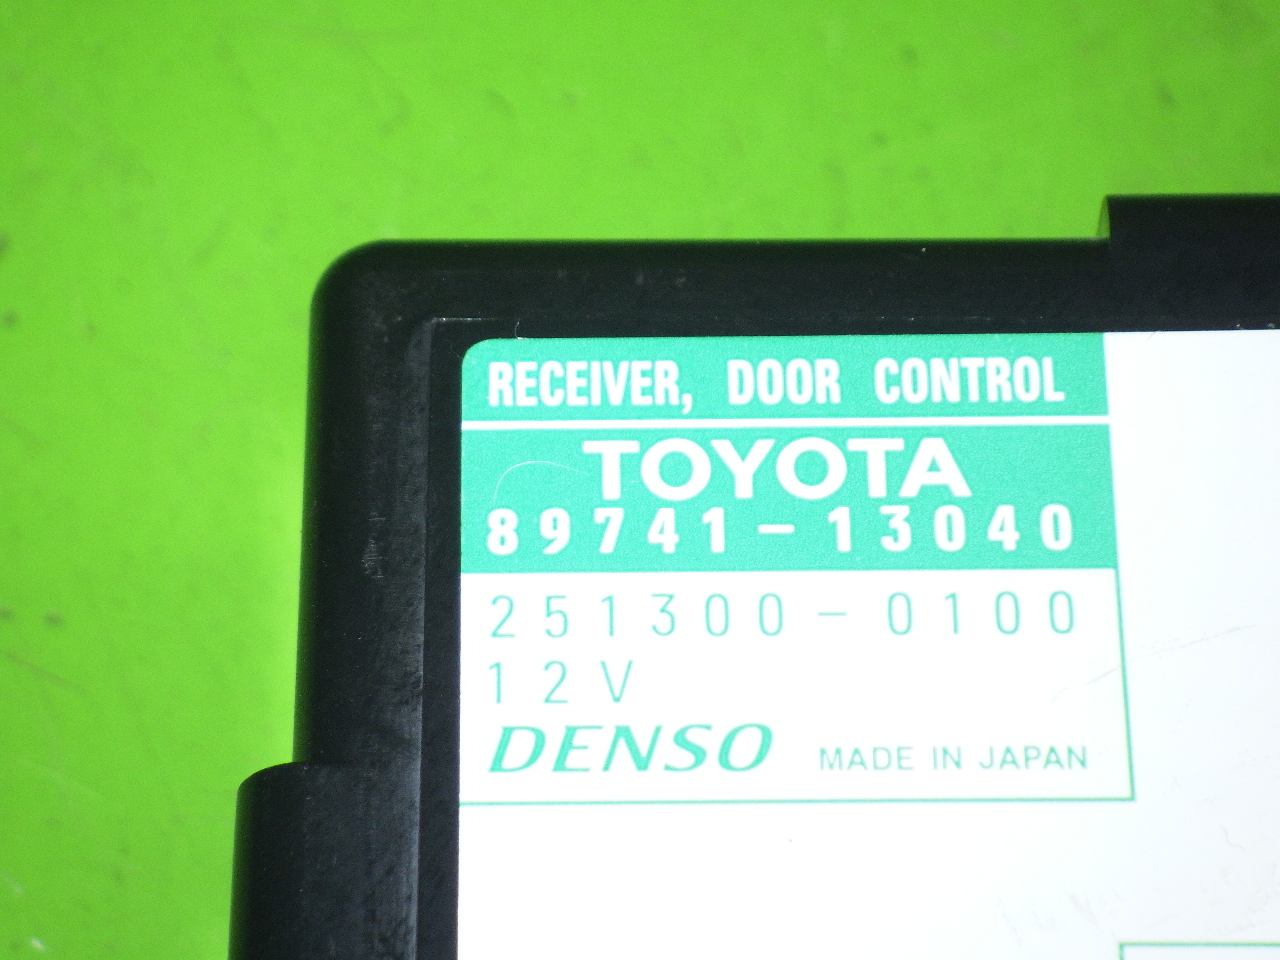 RECEIVER, DOOR CONTROL
TOYOTA
89741-13040
251300-0100
12V
DENSO MADE IN JAPAN